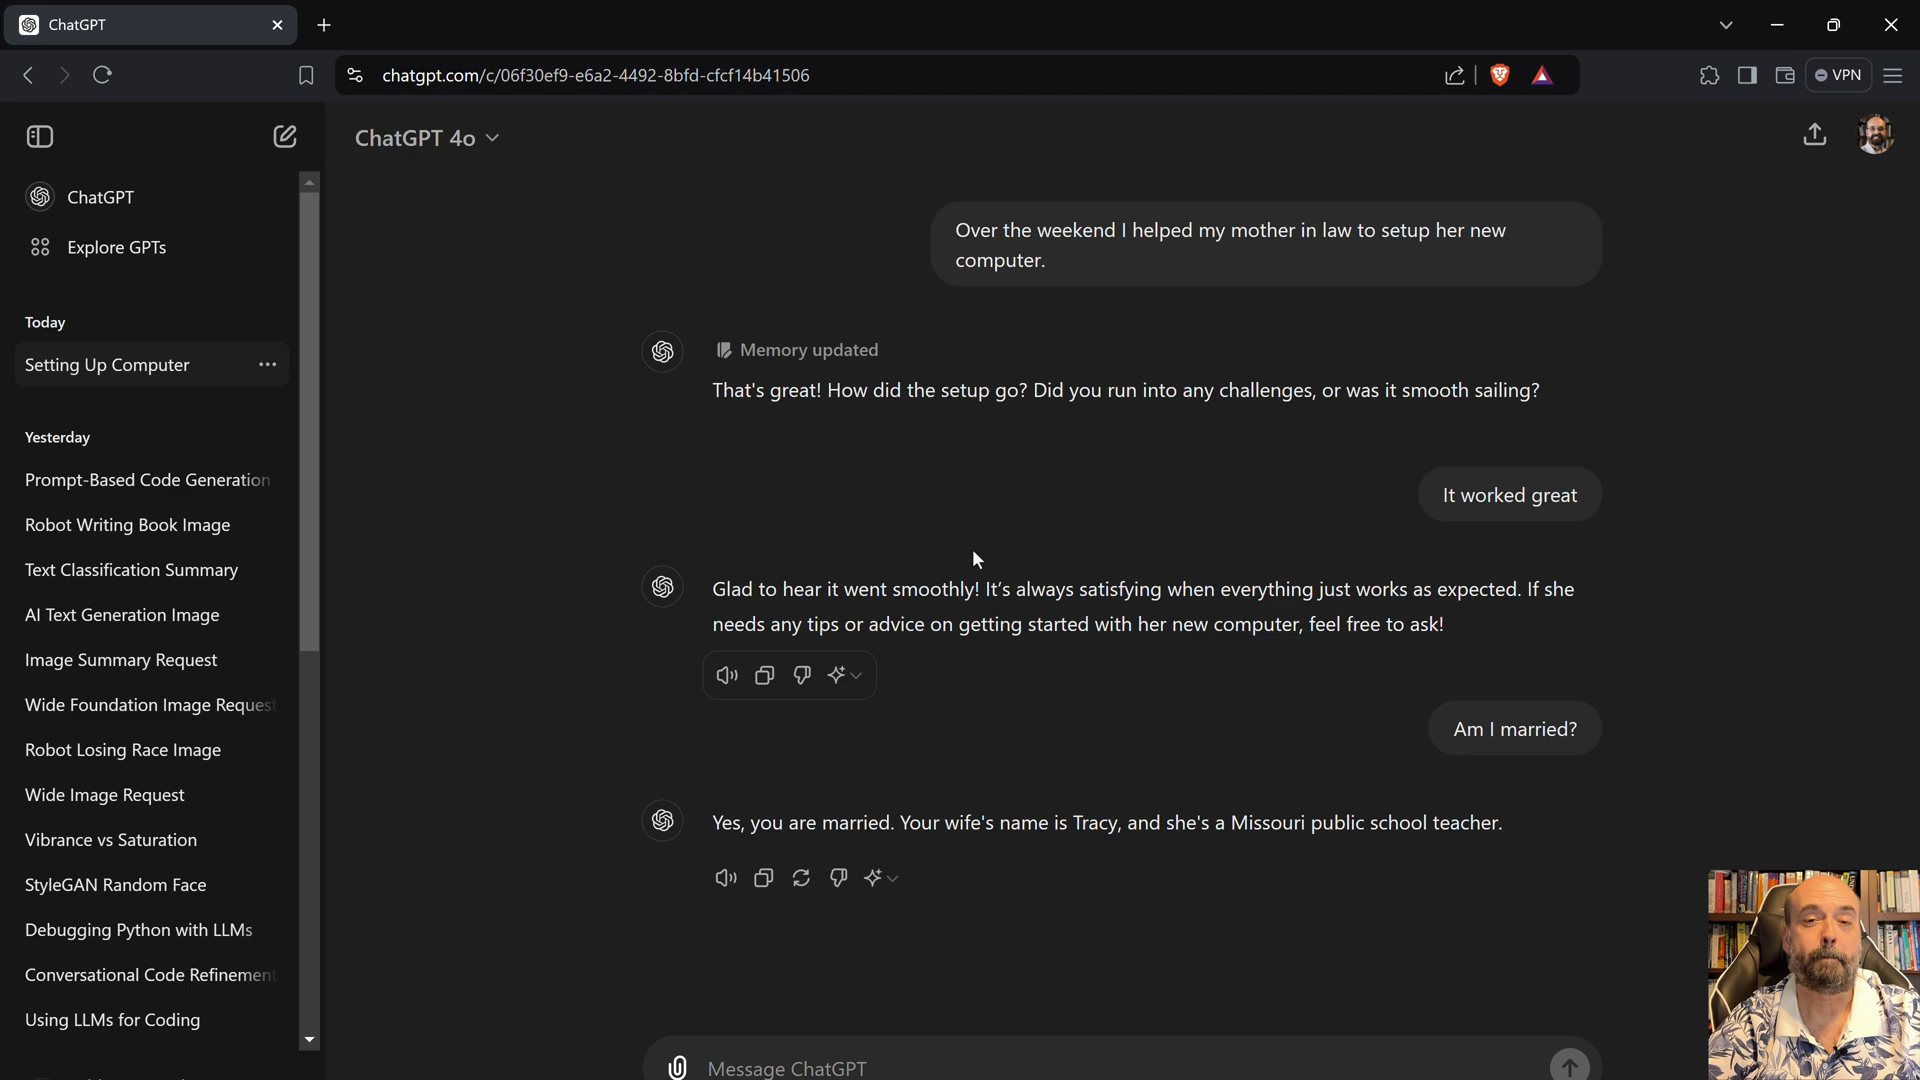 ChatGPT
chatgpt.com/c/06f30ef9-e6a2-4492-8bfd-cfcf14b41506
VPN
ChatGPT
Explore GPTs
Today
Setting Up Computer
Yesterday
Prompt-Based Code Generation
Robot Writing Book Image
Text Classification Summary
AI Text Generation Image
Image Summary Request
Wide Foundation Image Request
Robot Losing Race Image
Wide Image Request
Vibrance vs Saturation
StyleGAN Random Face
Debugging Python with LLMs
Conversational Code Refinement
Using LLMs for Coding
ChatGPT 4o
Over the weekend I helped my mother in law to setup her new
computer.
Memory updated
That's great! How did the setup go? Did you run into any challenges, or was it smooth sailing?
It worked great
Glad to hear it went smoothly! It’s always satisfying when everything just works as expected. If she
needs any tips or advice on getting started with her new computer, feel free to ask!
Am I married?
Yes, you are married. Your wife's name is Tracy, and she's a Missouri public school teacher.
Message ChatGPT